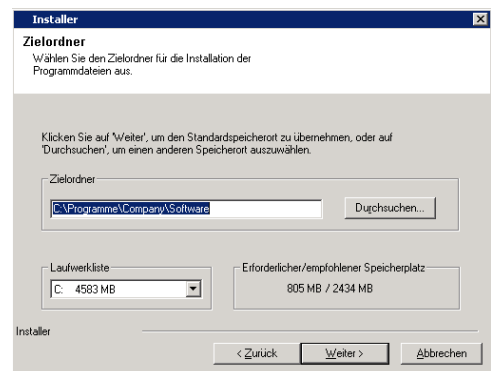 Installer
Zielordner
Wählen Sie den Zielordner für die Installation der
Programmdateien aus.
Klicken Sie auf 'Weiter', um den Standardspeicherort zu übernehmen, oder auf
'Durchsuchen', um einen anderen Speicherort auszuwählen.
Zielordner
C:\Programme\Company\Software
Durchsuchen...
Laufwerkliste
C: 4583 MB
Erforderlicher/empfohlener Speicherplatz
805 MB / 2434 MB
Installer
< Zurück
Weiter >
Abbrechen